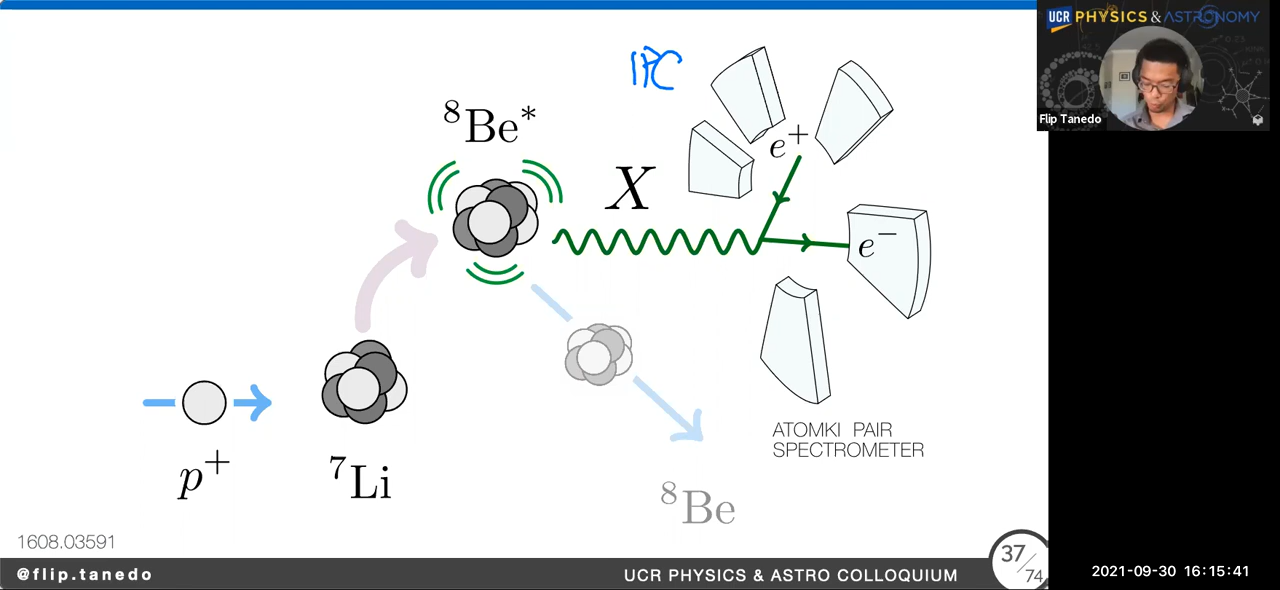 UCR PHYSICS & ASTRONOMY
Flip Tanedo
IPC
⁸Be*
X
e⁺
e⁻
ATOMKI PAIR
SPECTROMETER
p⁺
⁷Li
⁸Be
1608.03591
@flip.tanedo
UCR PHYSICS & ASTRO COLLOQUIUM
37/74
2021-09-30 16:15:41